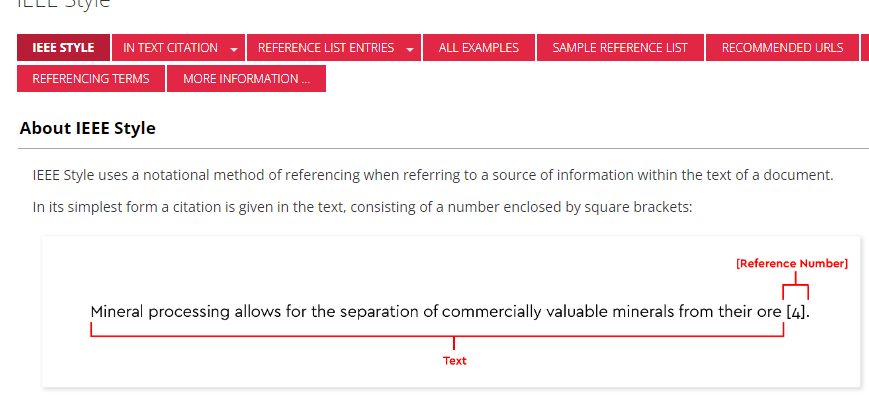 IEEE Style
IEEE STYLE IN TEXT CITATION REFERENCE LIST ENTRIES ALL EXAMPLES SAMPLE REFERENCE LIST RECOMMENDED URLS
REFERENCING TERMS MORE INFORMATION ...
About IEEE Style
IEEE Style uses a notational method of referencing when referring to a source of information within the text of a document.
In its simplest form a citation is given in the text, consisting of a number enclosed by square brackets:
[Reference Number]
Mineral processing allows for the separation of commercially valuable minerals from their ore [4].
Text